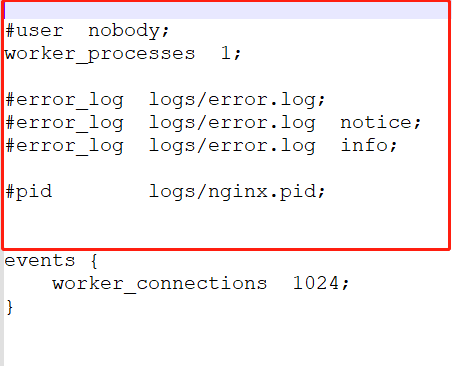 #user  nobody;
worker_processes  1;
#error_log  logs/error.log;
#error_log  logs/error.log  notice;
#error_log  logs/error.log  info;
#pid        logs/nginx.pid;
events {
    worker_connections  1024;
}